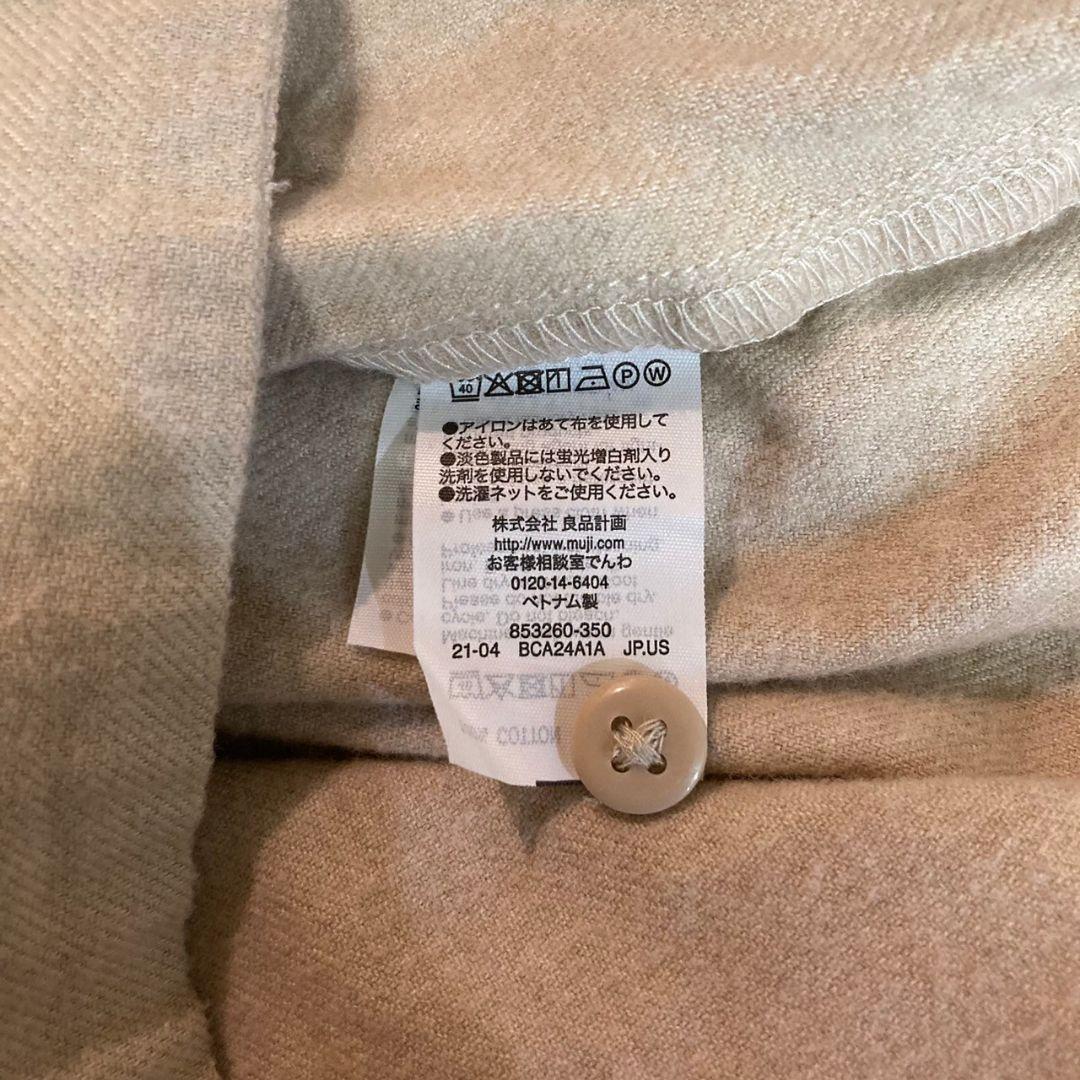 40 P W
●アイロンはあて布を使用して
ください。
●淡色製品には蛍光増白剤入り
洗剤を使用しないでください。
●洗濯ネットをご使用ください。
株式会社 良品計画
http://www.muji.com
お客様相談室でんわ
0120-14-6404
ベトナム製
853260-350
21-04 BCA24A1A JP.US
COTTON